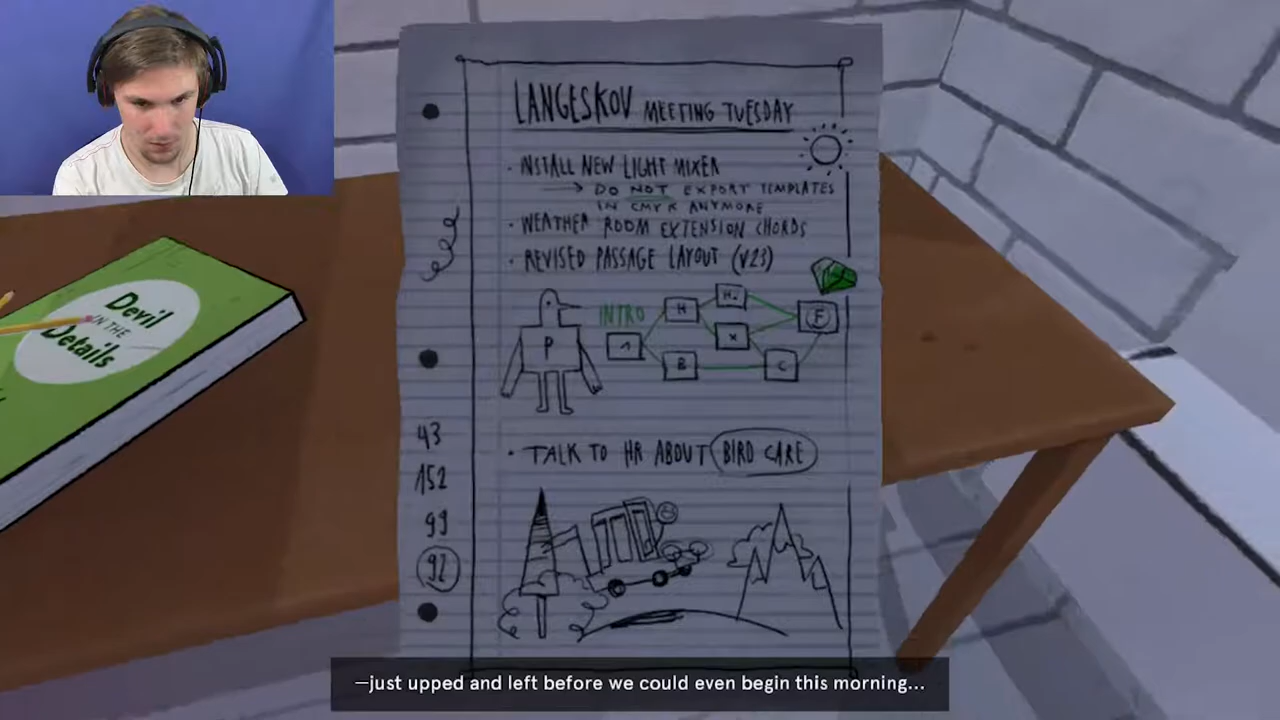 LANGESKOV MEETING TUESDAY
· INSTALL NEW LIGHT MIXER
→ DO NOT EXPORT TEMPLATES
IN CMYK ANYMORE
· WEATHER ROOM EXTENSION CHORDS
· REVISED PASSAGE LAYOUT (V23)
INTRO
P
1
H
H2
X
B
C
F
· TALK TO HR ABOUT BIRD CARE
43
152
99
92
Devil
IN THE
Details
—just upped and left before we could even begin this morning...